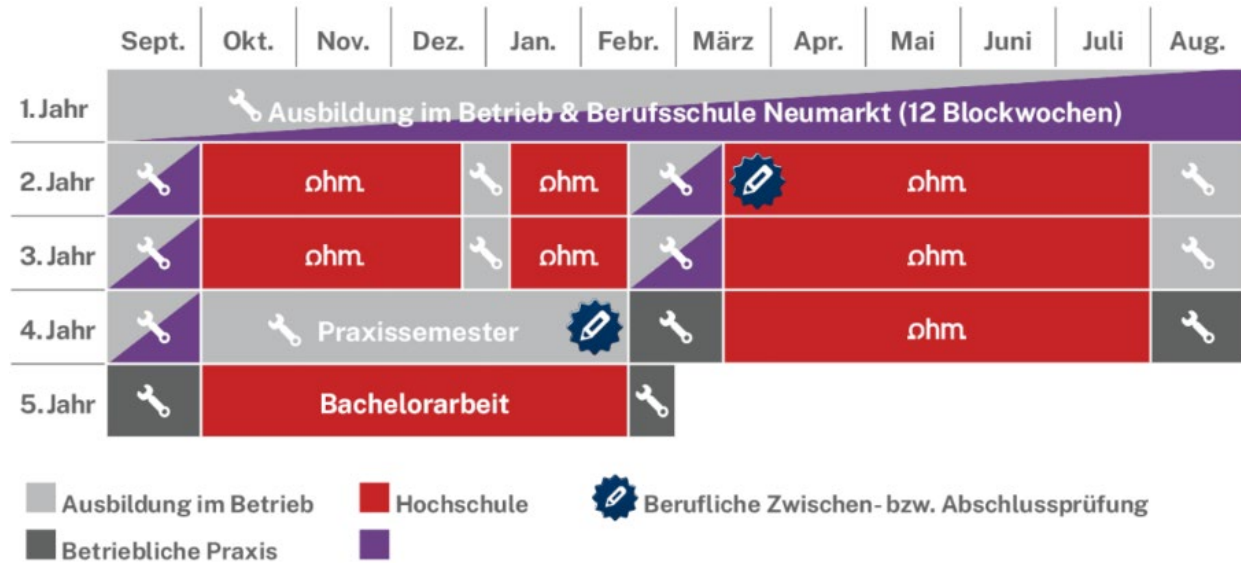 Sept. Okt. Nov. Dez. Jan. Febr. März Apr. Mai Juni Juli Aug.
1. Jahr Ausbildung im Betrieb & Berufsschule Neumarkt (12 Blockwochen)
2. Jahr ohm ohm ohm
3. Jahr ohm ohm ohm
4. Jahr Praxissemester ohm
5. Jahr Bachelorarbeit
Ausbildung im Betrieb Hochschule Berufliche Zwischen- bzw. Abschlussprüfung
Betriebliche Praxis